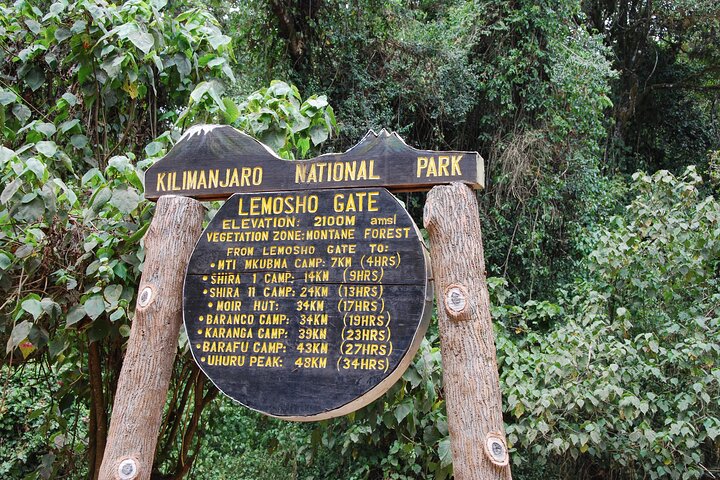 KILIMANJARO NATIONAL PARK
LEMOSHO GATE
ELEVATION: 2100M amsl
VEGETATION ZONE:MONTANE FOREST
FROM LEMOSHO GATE TO:
•MTI MKUBWA CAMP: 7KM (4HRS)
•SHIRA 1 CAMP: 14KM (9HRS)
•SHIRA 11 CAMP: 24KM (13HRS)
•MOIR HUT: 34KM (17HRS)
•BARANCO CAMP: 34KM (19HRS)
•KARANGA CAMP: 39KM (23HRS)
•BARAFU CAMP: 43KM (27HRS)
•UHURU PEAK: 48KM (34HRS)